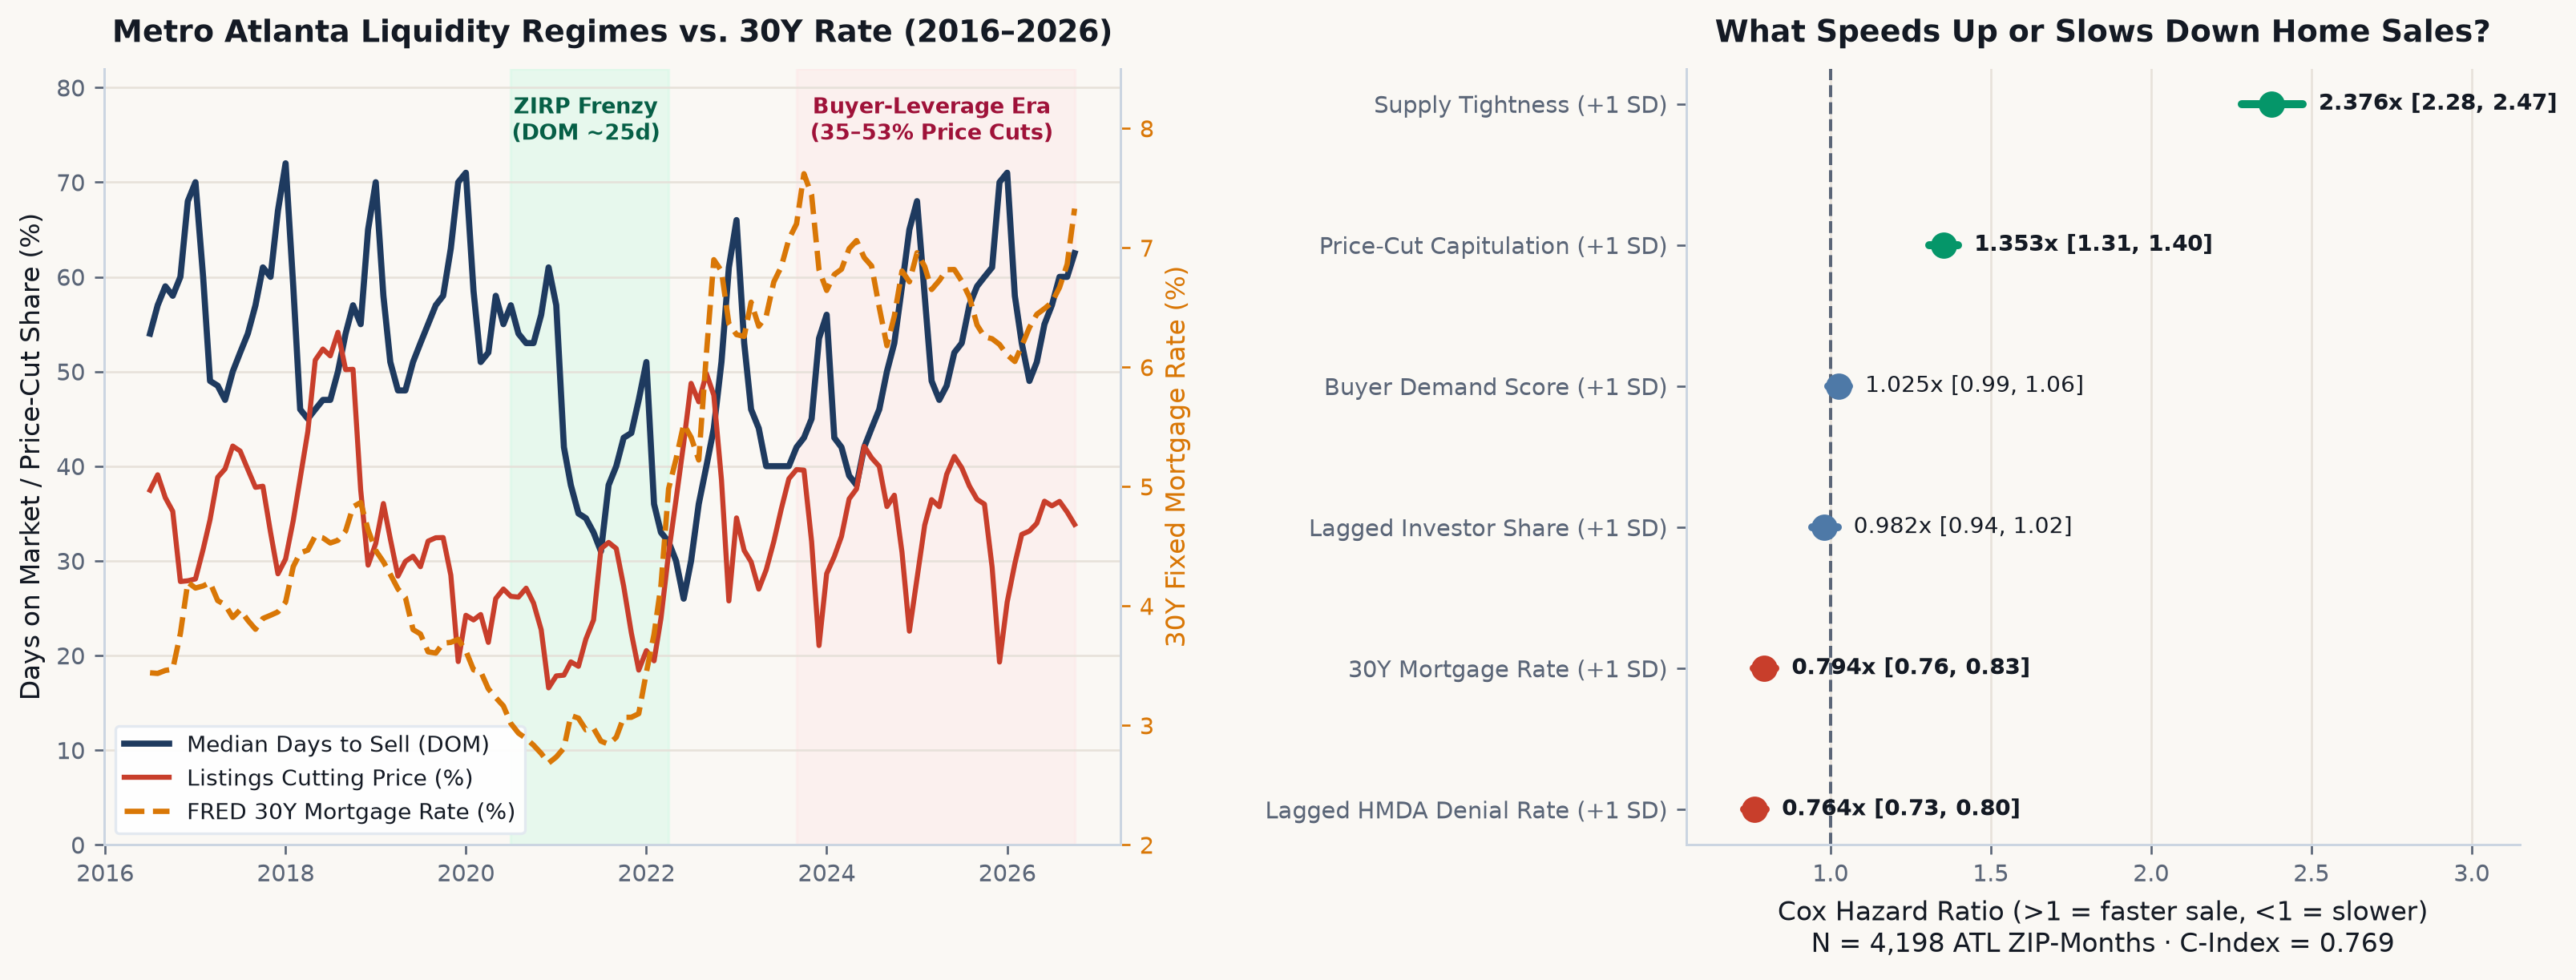 Metro Atlanta Liquidity Regimes vs. 30Y Rate (2016–2026)
Days on Market / Price-Cut Share (%)
80
70
60
50
40
30
20
10
0
ZIRP Frenzy
(DOM ~25d)
Buyer-Leverage Era
(35–53% Price Cuts)
Median Days to Sell (DOM)
Listings Cutting Price (%)
FRED 30Y Mortgage Rate (%)
2016
2018
2020
2022
2024
2026
8
7
6
5
4
3
2
30Y Fixed Mortgage Rate (%)
What Speeds Up or Slows Down Home Sales?
Supply Tightness (+1 SD)
2.376x [2.28, 2.47]
Price-Cut Capitulation (+1 SD)
1.353x [1.31, 1.40]
Buyer Demand Score (+1 SD)
1.025x [0.99, 1.06]
Lagged Investor Share (+1 SD)
0.982x [0.94, 1.02]
30Y Mortgage Rate (+1 SD)
0.794x [0.76, 0.83]
Lagged HMDA Denial Rate (+1 SD)
0.764x [0.73, 0.80]
1.0
1.5
2.0
2.5
3.0
Cox Hazard Ratio (>1 = faster sale, <1 = slower)
N = 4,198 ATL ZIP-Months · C-Index = 0.769